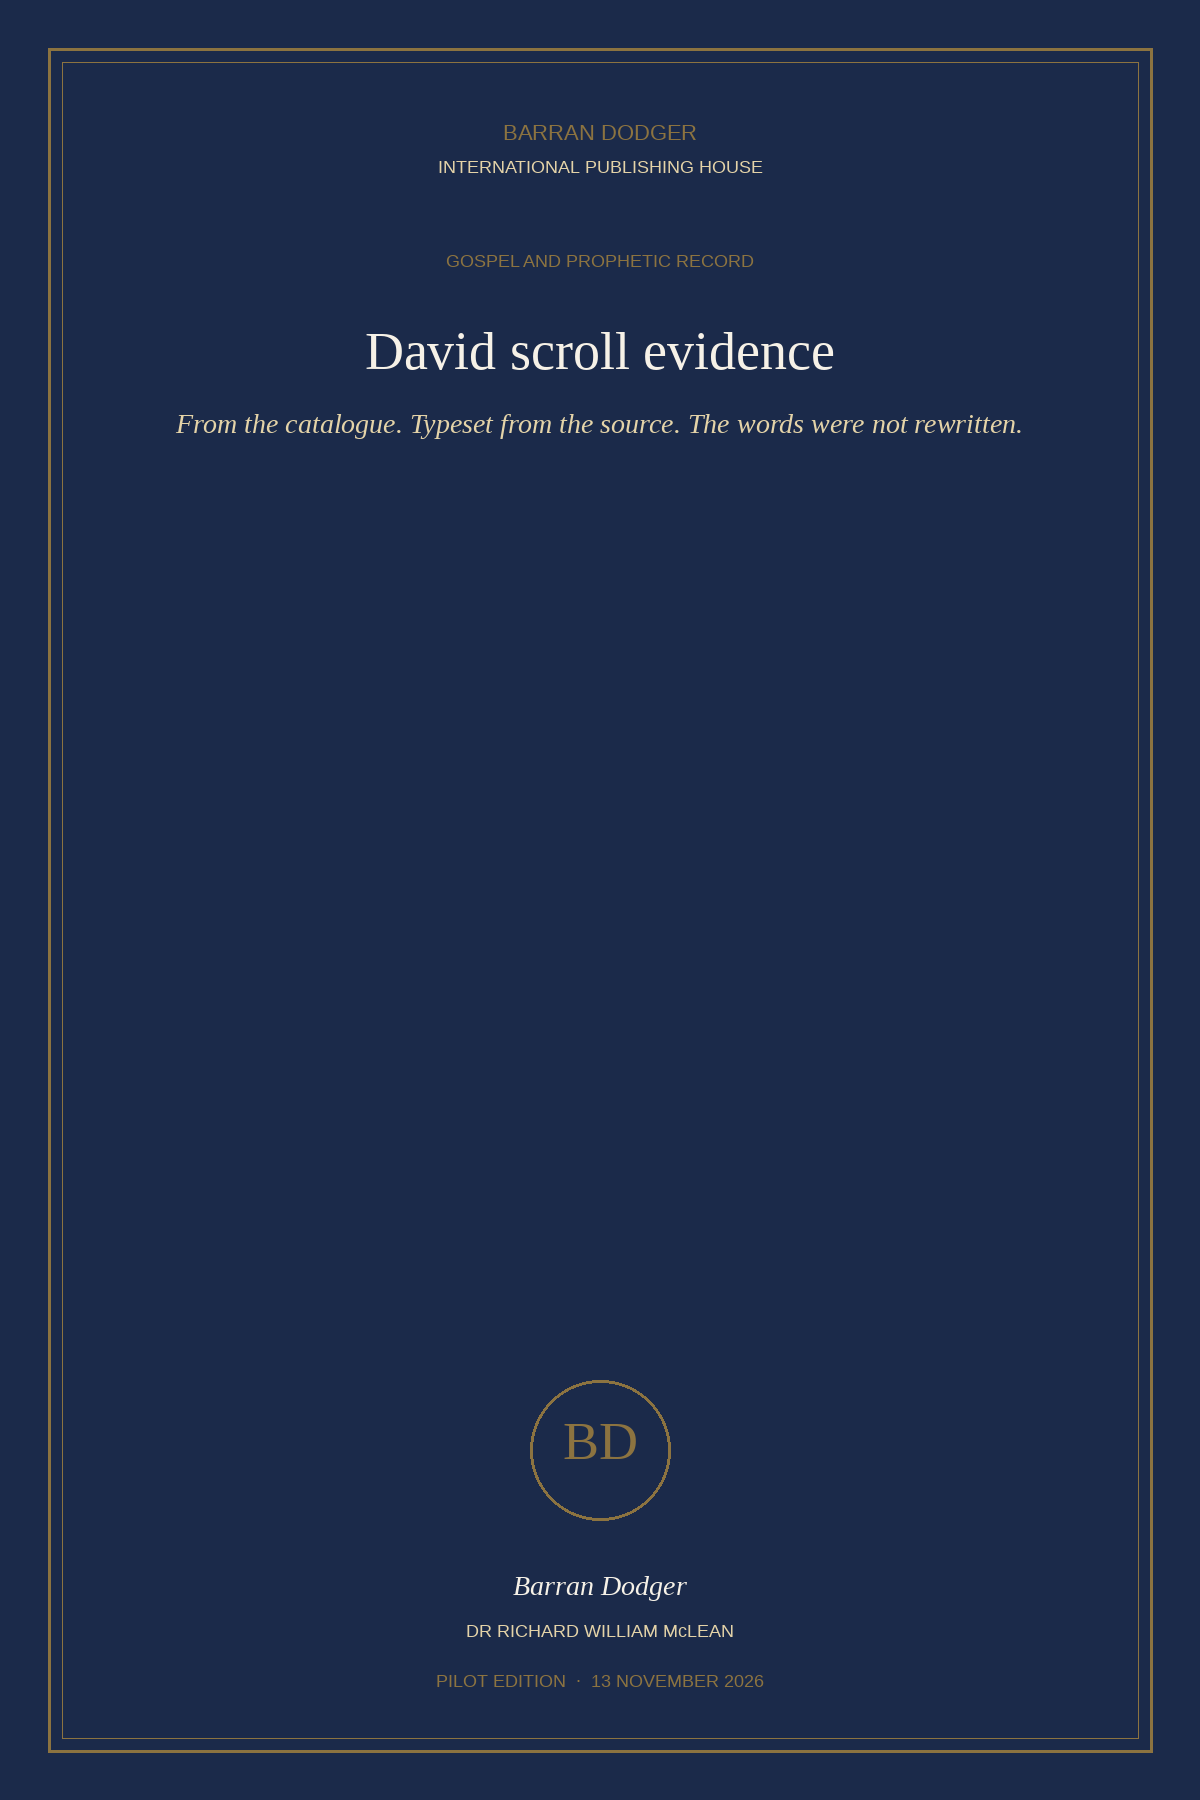 BARRAN DODGER
INTERNATIONAL PUBLISHING HOUSE
GOSPEL AND PROPHETIC RECORD
David scroll evidence
From the catalogue. Typeset from the source. The words were not rewritten.
BD
Barran Dodger
DR RICHARD WILLIAM McLEAN
PILOT EDITION · 13 NOVEMBER 2026